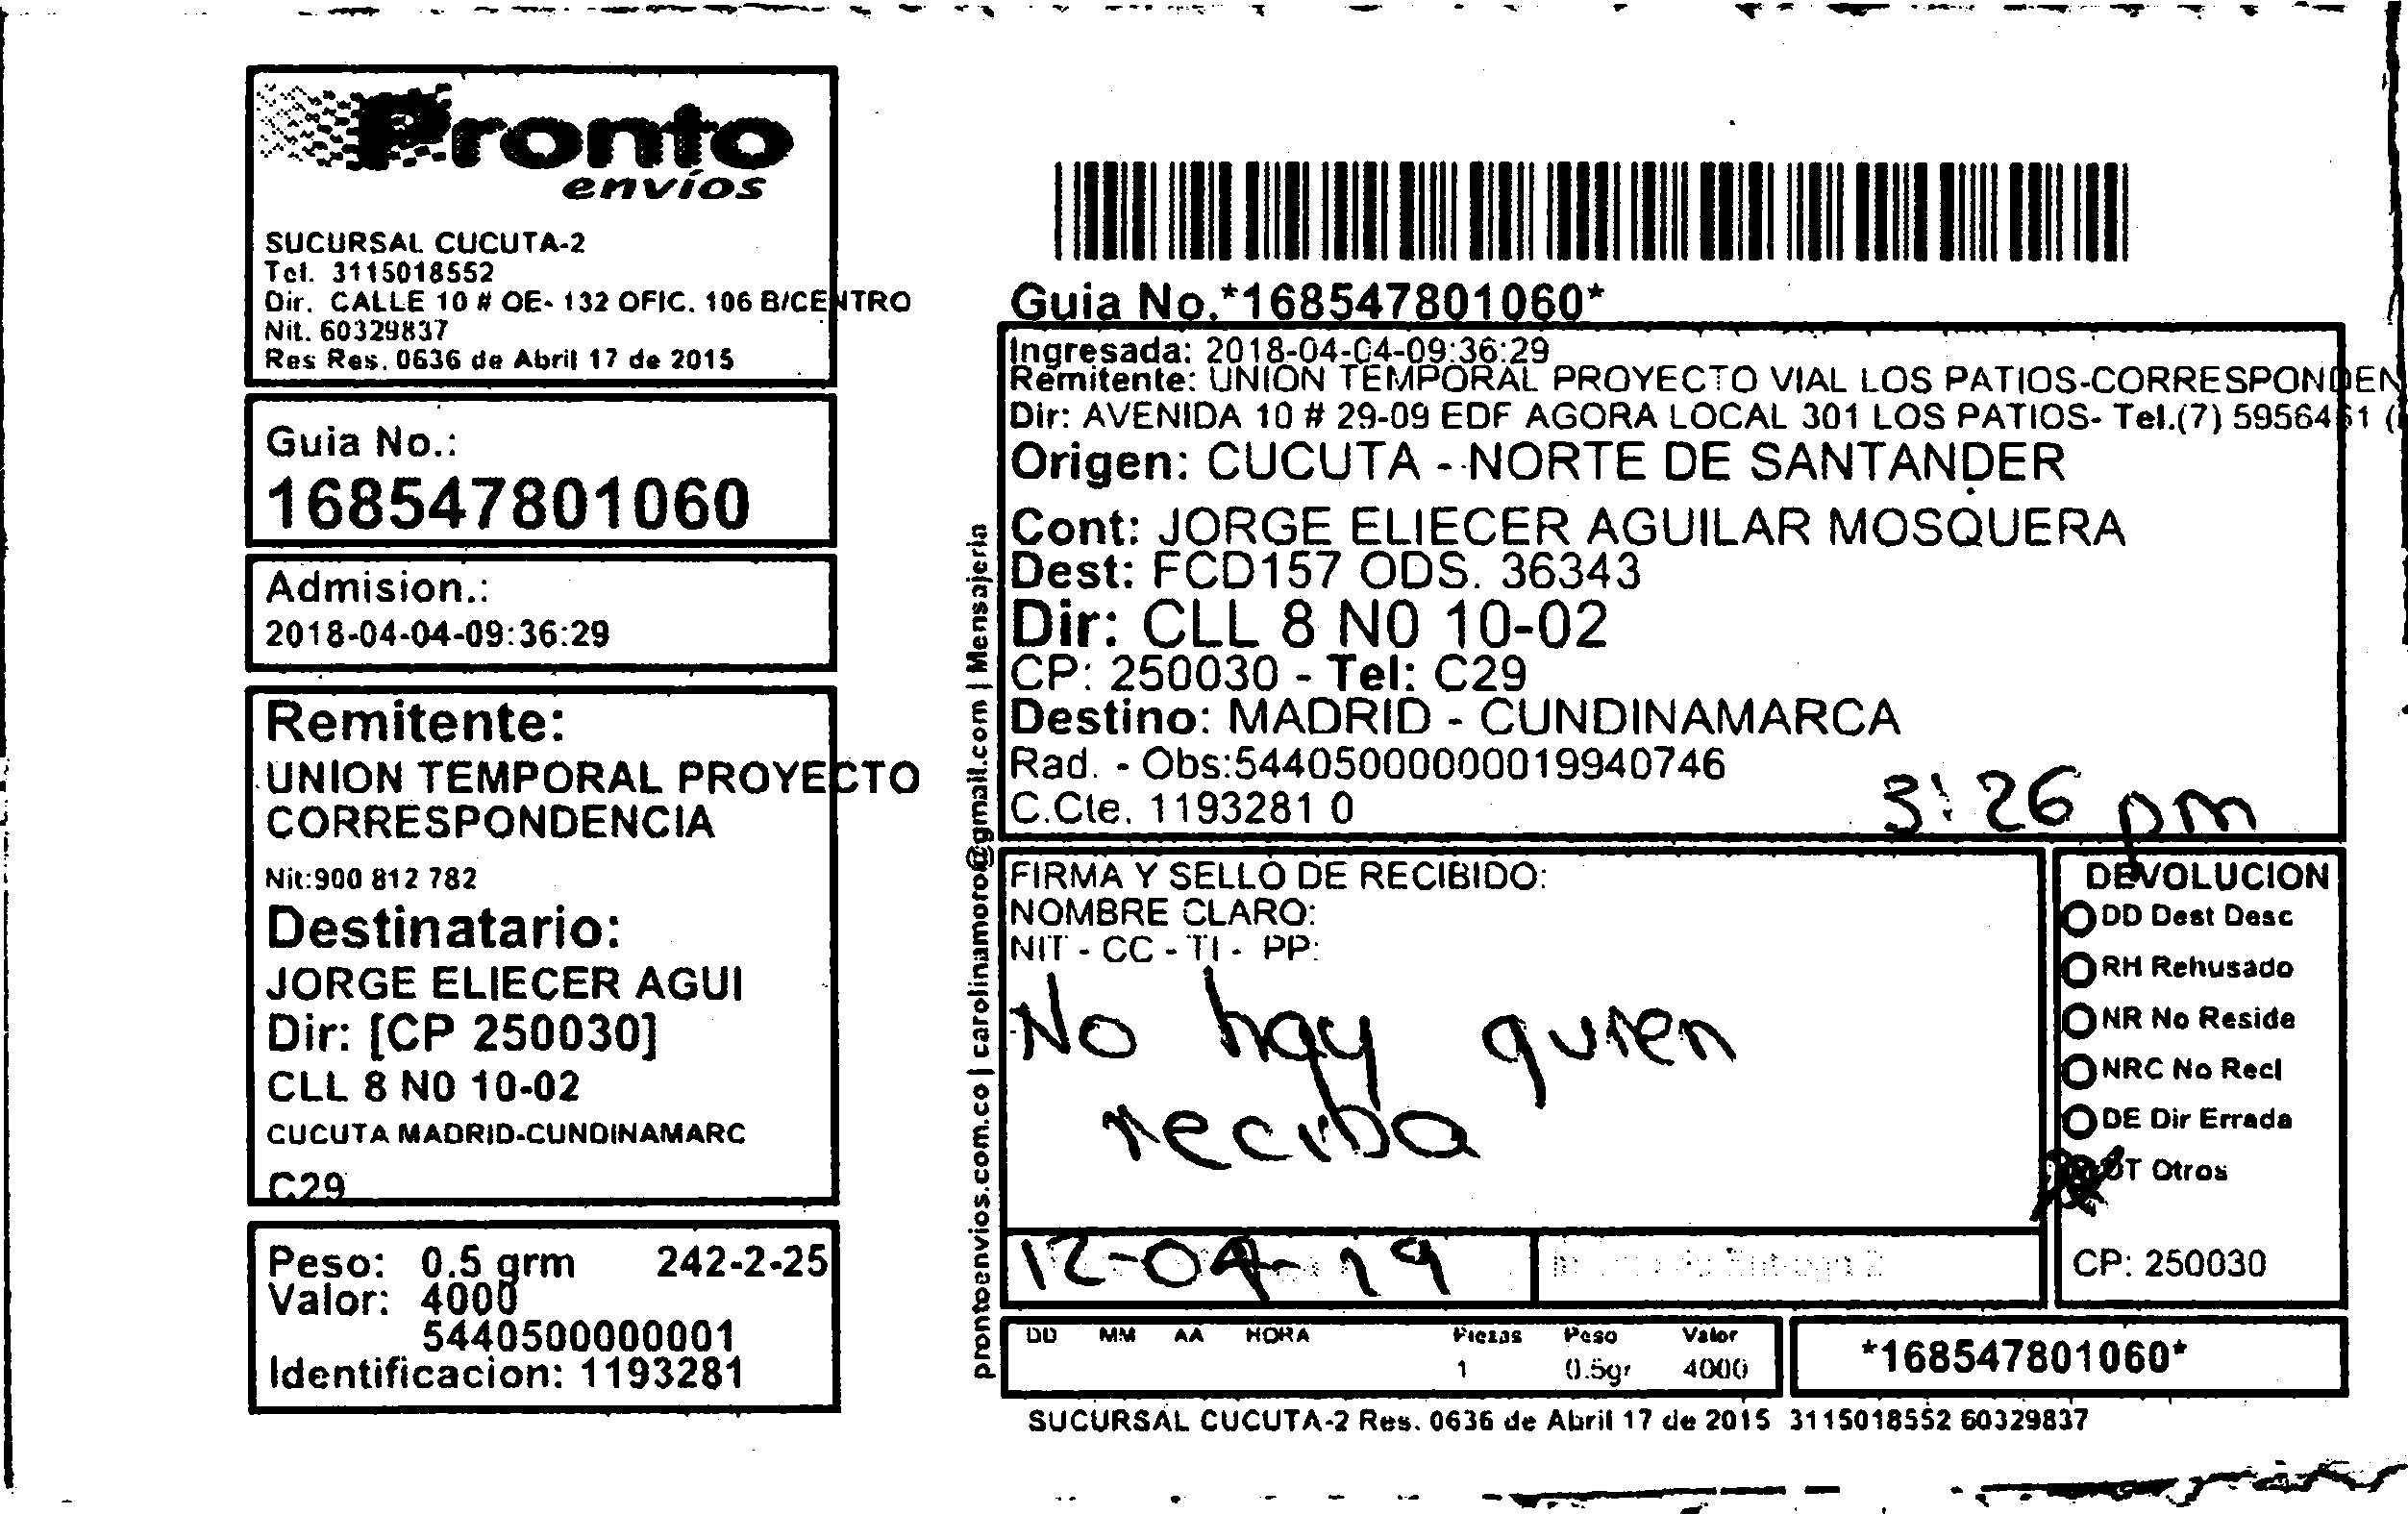 Pronto
envíos
SUCURSAL CUCUTA-2
Tel. 3115018552
Dir. CALLE 10 # OE- 132 OFIC. 106 B/CENTRO
Nit. 60329837
Res Res. 0636 de Abril 17 de 2015
Guia No.:
168547801060
Admision.:
2018-04-04-09:36:29
Remitente:
UNION TEMPORAL PROYECTO
CORRESPONDENCIA
Nit:900 812 782
Destinatario:
JORGE ELIECER AGUI
Dir: [CP 250030]
CLL 8 N0 10-02
CUCUTA MADRID-CUNDINAMARC
C29
Peso: 0.5 grm 242-2-25
Valor: 4000
5440500000001
Identificacion: 1193281
prontoenvios.com.co | carolinamoro@gmail.com | Mensajeria
Guia No.*168547801060*
Ingresada: 2018-04-04-09:36:29
Remitente: UNION TEMPORAL PROYECTO VIAL LOS PATIOS-CORRESPONDEN
Dir: AVENIDA 10 # 29-09 EDF AGORA LOCAL 301 LOS PATIOS- Tel.(7) 5956461 (
Origen: CUCUTA - NORTE DE SANTANDER
Cont: JORGE ELIECER AGUILAR MOSQUERA
Dest: FCD157 ODS. 36343
Dir: CLL 8 N0 10-02
CP: 250030 - Tel: C29
Destino: MADRID - CUNDINAMARCA
Rad. - Obs:544050000000019940746
C.Cte. 1193281 0
3:26 pm
FIRMA Y SELLO DE RECIBIDO:
NOMBRE CLARO:
NIT - CC - TI - PP:
No hay quien
reciba
DEVOLUCION
DD Dest Desc
RH Rehusado
NR No Reside
NRC No Recl
DE Dir Errada
OT Otros
CP: 250030
12-04-19
DD MM AA HORA Piezas Peso Valor
1 0.5gr 4000
*168547801060*
SUCURSAL CUCUTA-2 Res. 0636 de Abril 17 de 2015 3115018552 60329837